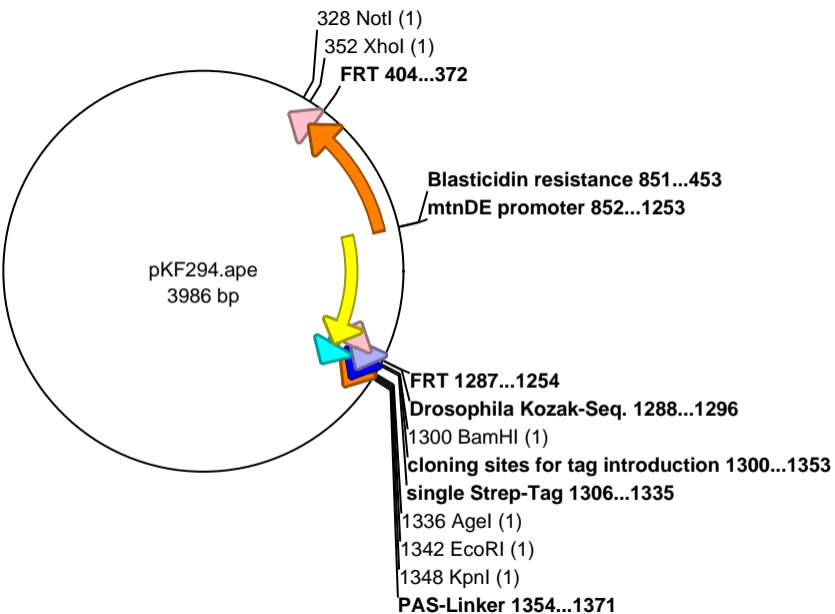 328 NotI (1)
352 XhoI (1)
FRT 404...372
Blasticidin resistance 851...453
mtnDE promoter 852...1253
pKF294.ape
3986 bp
FRT 1287...1254
Drosophila Kozak-Seq. 1288...1296
1300 BamHI (1)
cloning sites for tag introduction 1300...1353
single Strep-Tag 1306...1335
1336 AgeI (1)
1342 EcoRI (1)
1348 KpnI (1)
PAS-Linker 1354...1371